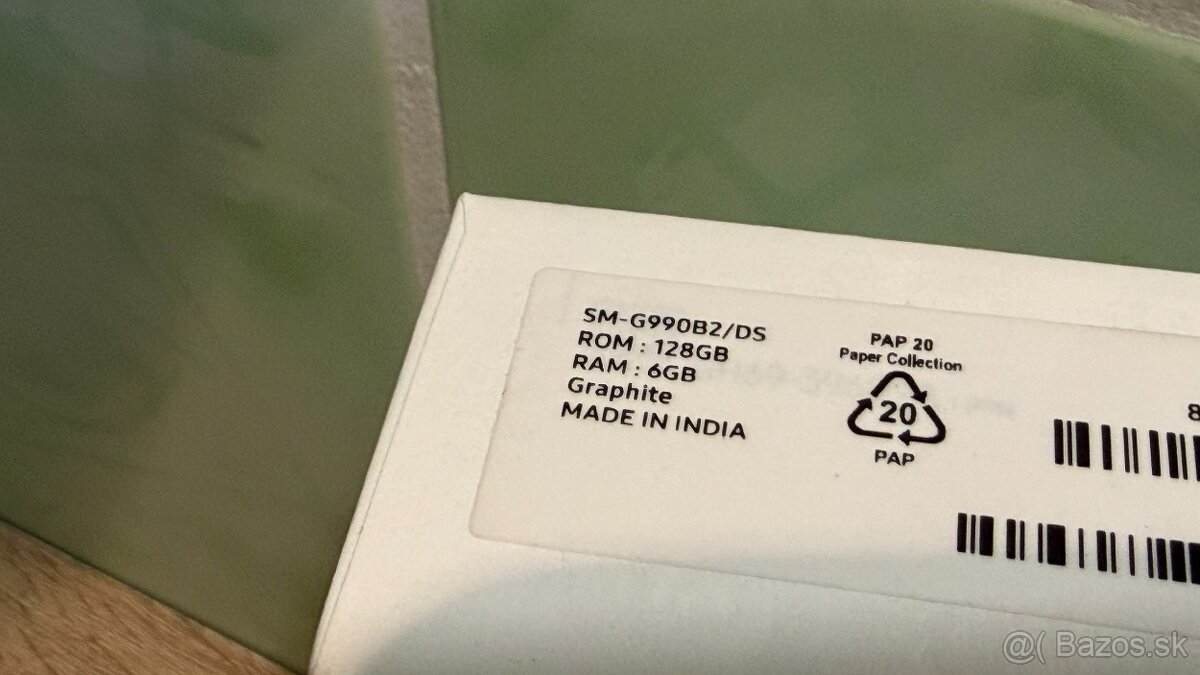 SM-G990B2/DS
ROM : 128GB
RAM : 6GB
Graphite
MADE IN INDIA
PAP 20
Paper Collection
20
PAP
8
@( Bazos.sk